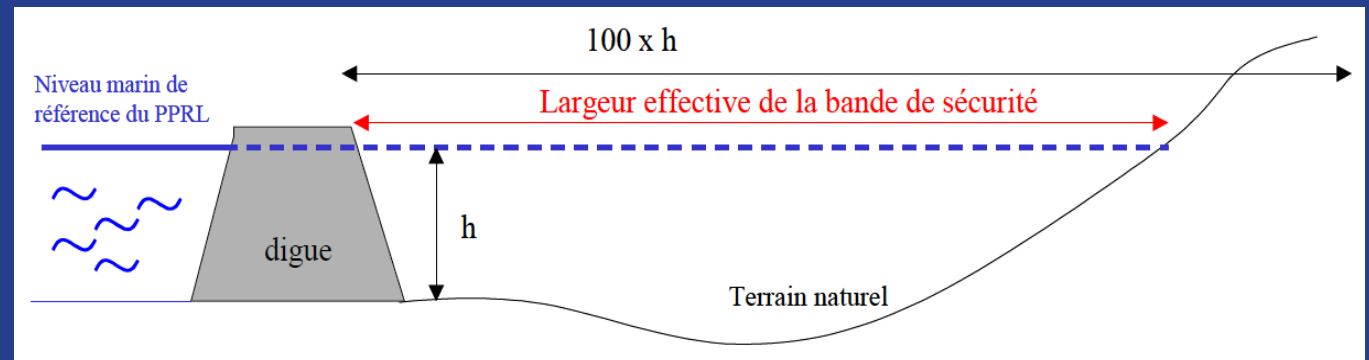 100 x h
Niveau marin de
référence du PPRL
Largeur effective de la bande de sécurité
h
digue
Terrain naturel